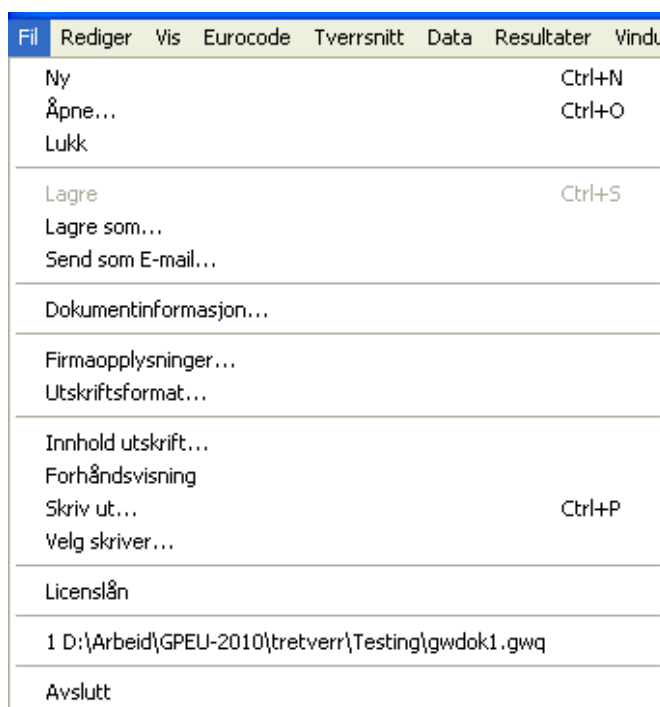 Fil Rediger Vis Eurocode Tverrsnitt Data Resultater Vindu
Ny Ctrl+N
Åpne... Ctrl+O
Lukk
Lagre Ctrl+S
Lagre som...
Send som E-mail...
Dokumentinformasjon...
Firmaopplysninger...
Utskriftsformat...
Innhold utskrift...
Forhåndsvisning
Skriv ut... Ctrl+P
Velg skriver...
Licenslån
1 D:\Arbeid\GPEU-2010\tretverr\Testing\gwdok1.gwq
Avslutt